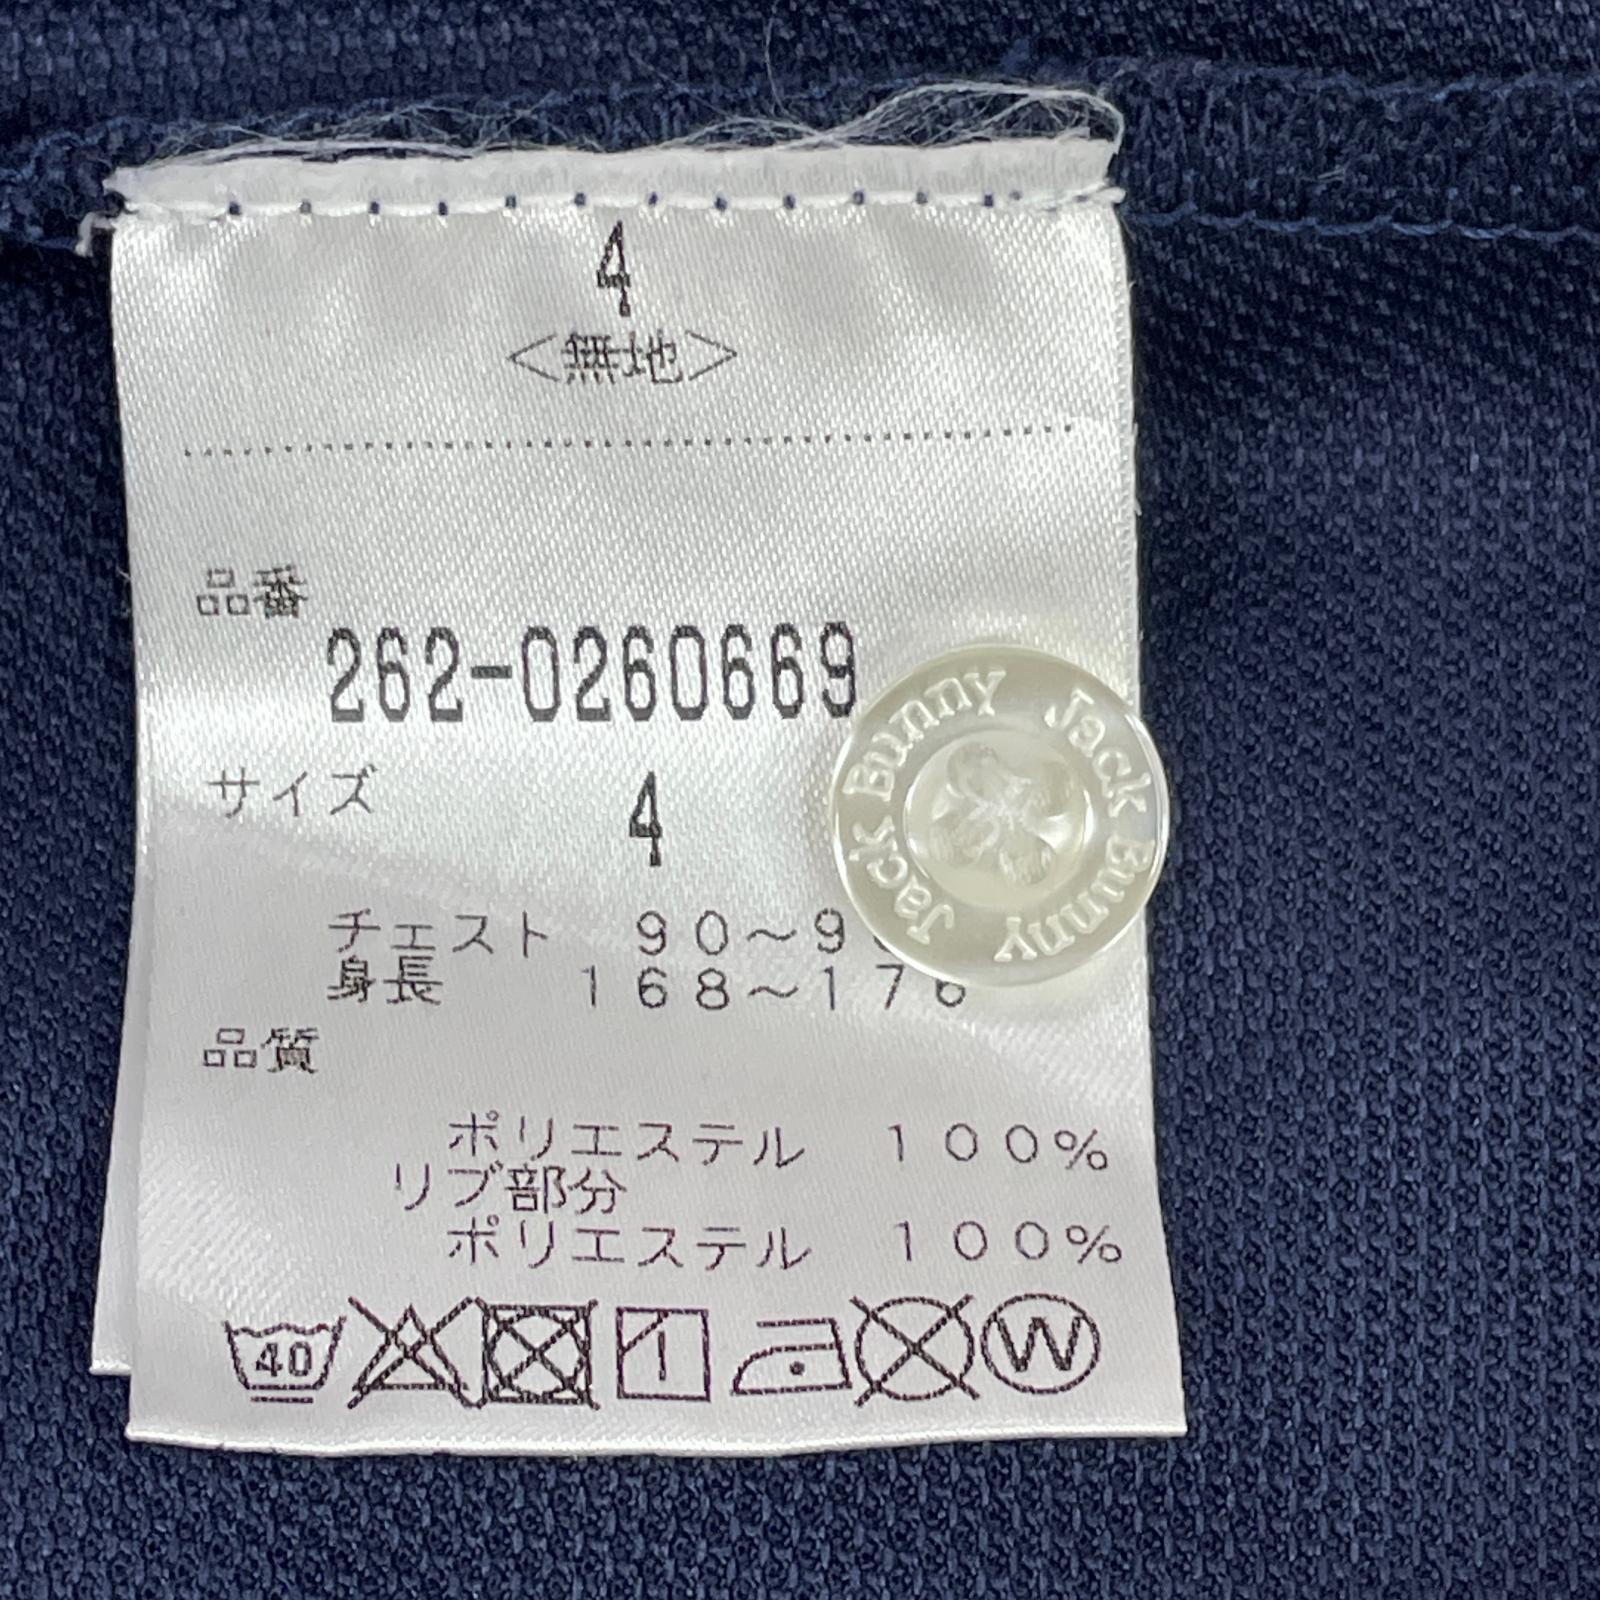 4
<無地>
品番
262-0260669
サイズ
4
チェスト 90~9
身長 168~176
品質
ポリエステル 100%
リブ部分
ポリエステル 100%
40
W
Jack Bunny Jack Bunny